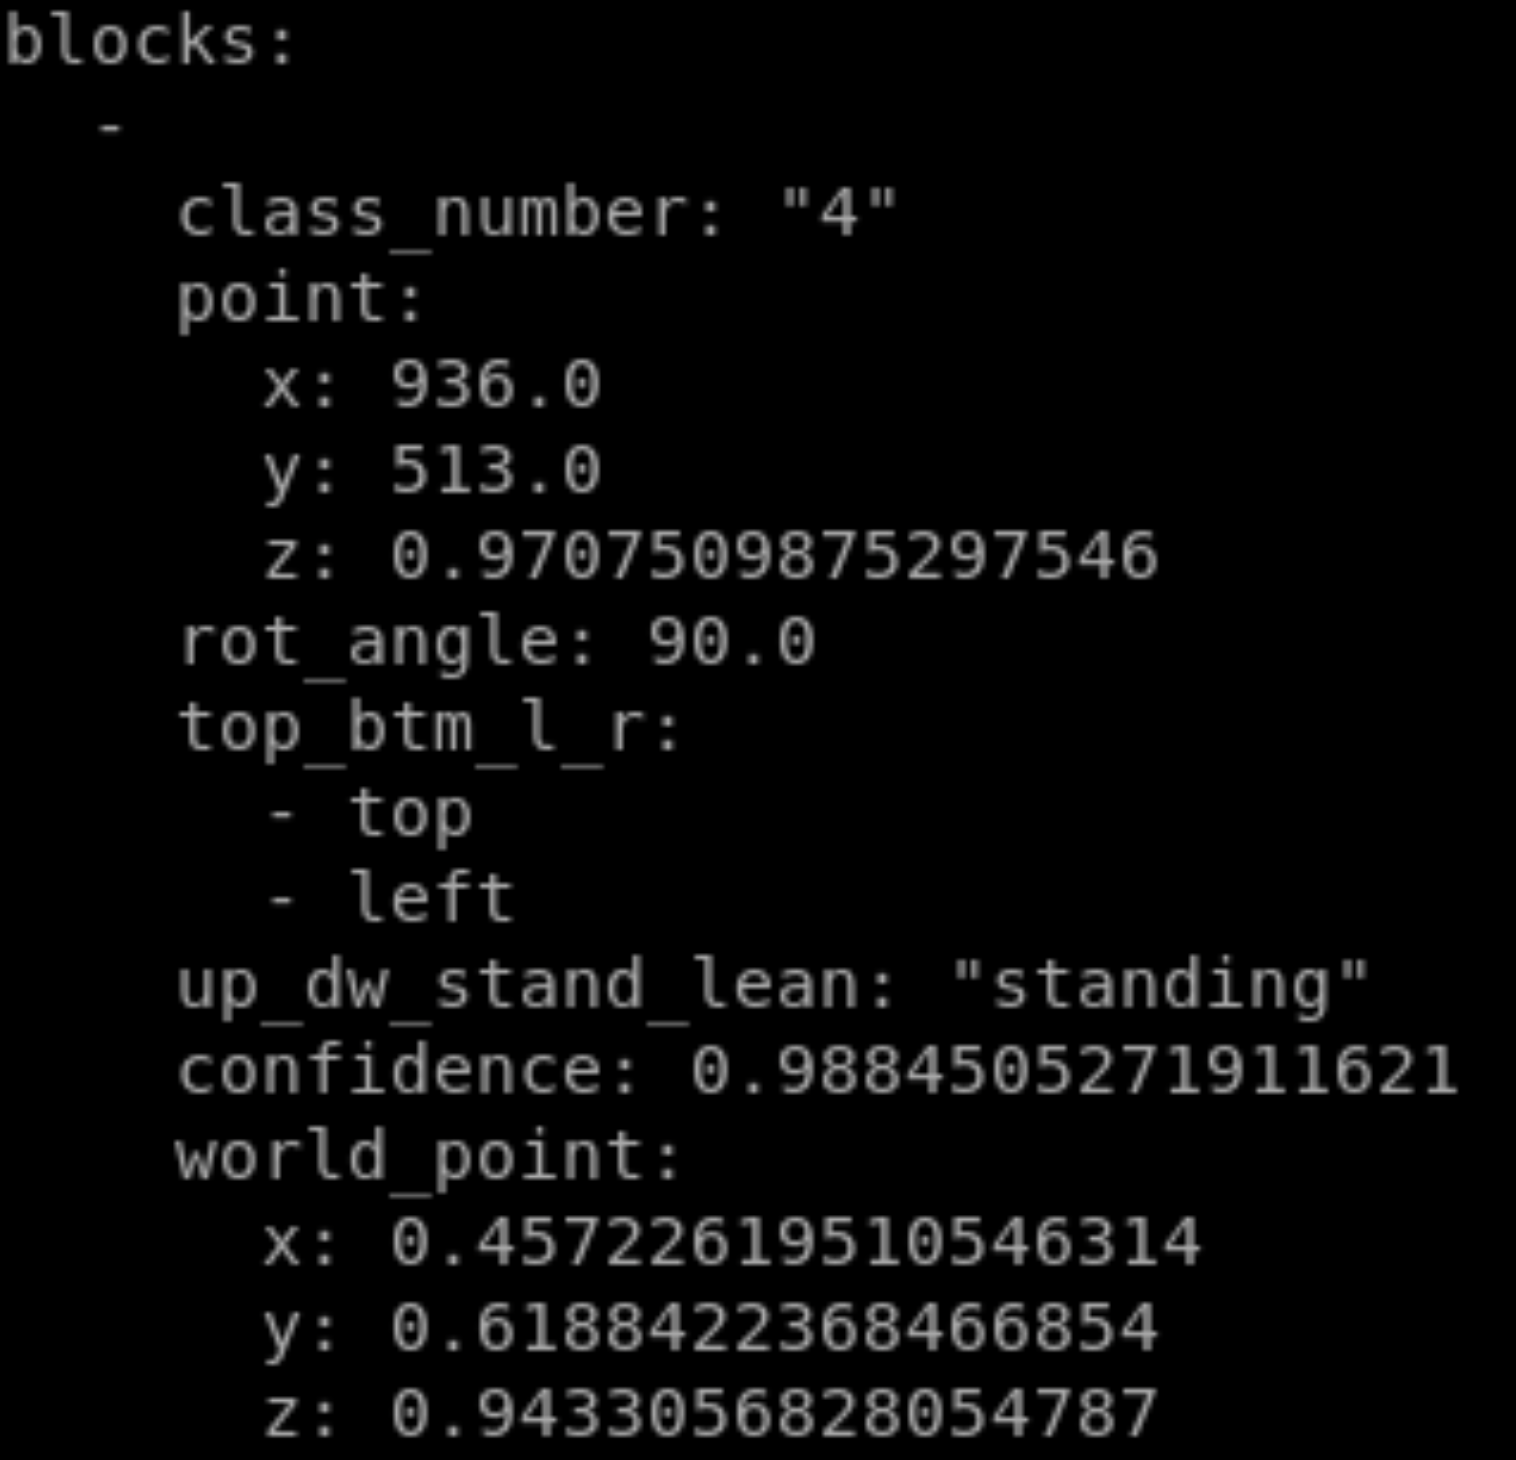 blocks:
  -
    class_number: "4"
    point:
      x: 936.0
      y: 513.0
      z: 0.9707509875297546
    rot_angle: 90.0
    top_btm_l_r:
      - top
      - left
    up_dw_stand_lean: "standing"
    confidence: 0.9884505271911621
    world_point:
      x: 0.45722619510546314
      y: 0.6188422368466854
      z: 0.9433056828054787